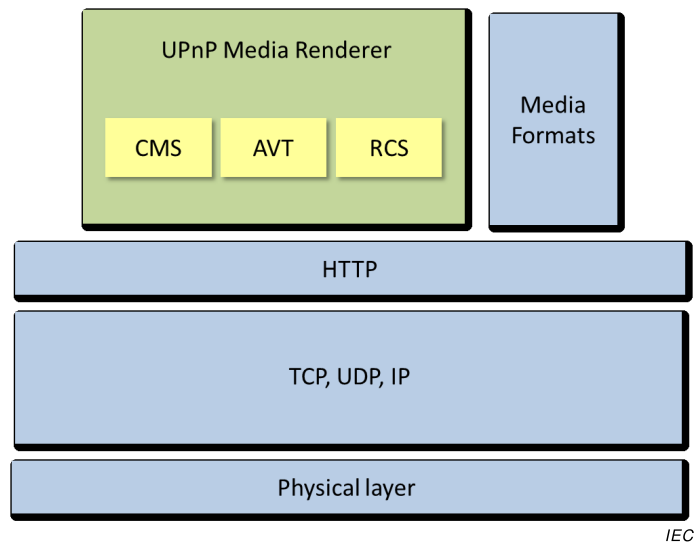 UPnP Media Renderer
Media
Formats
CMS
AVT
RCS
HTTP
TCP, UDP, IP
Physical layer
IEC